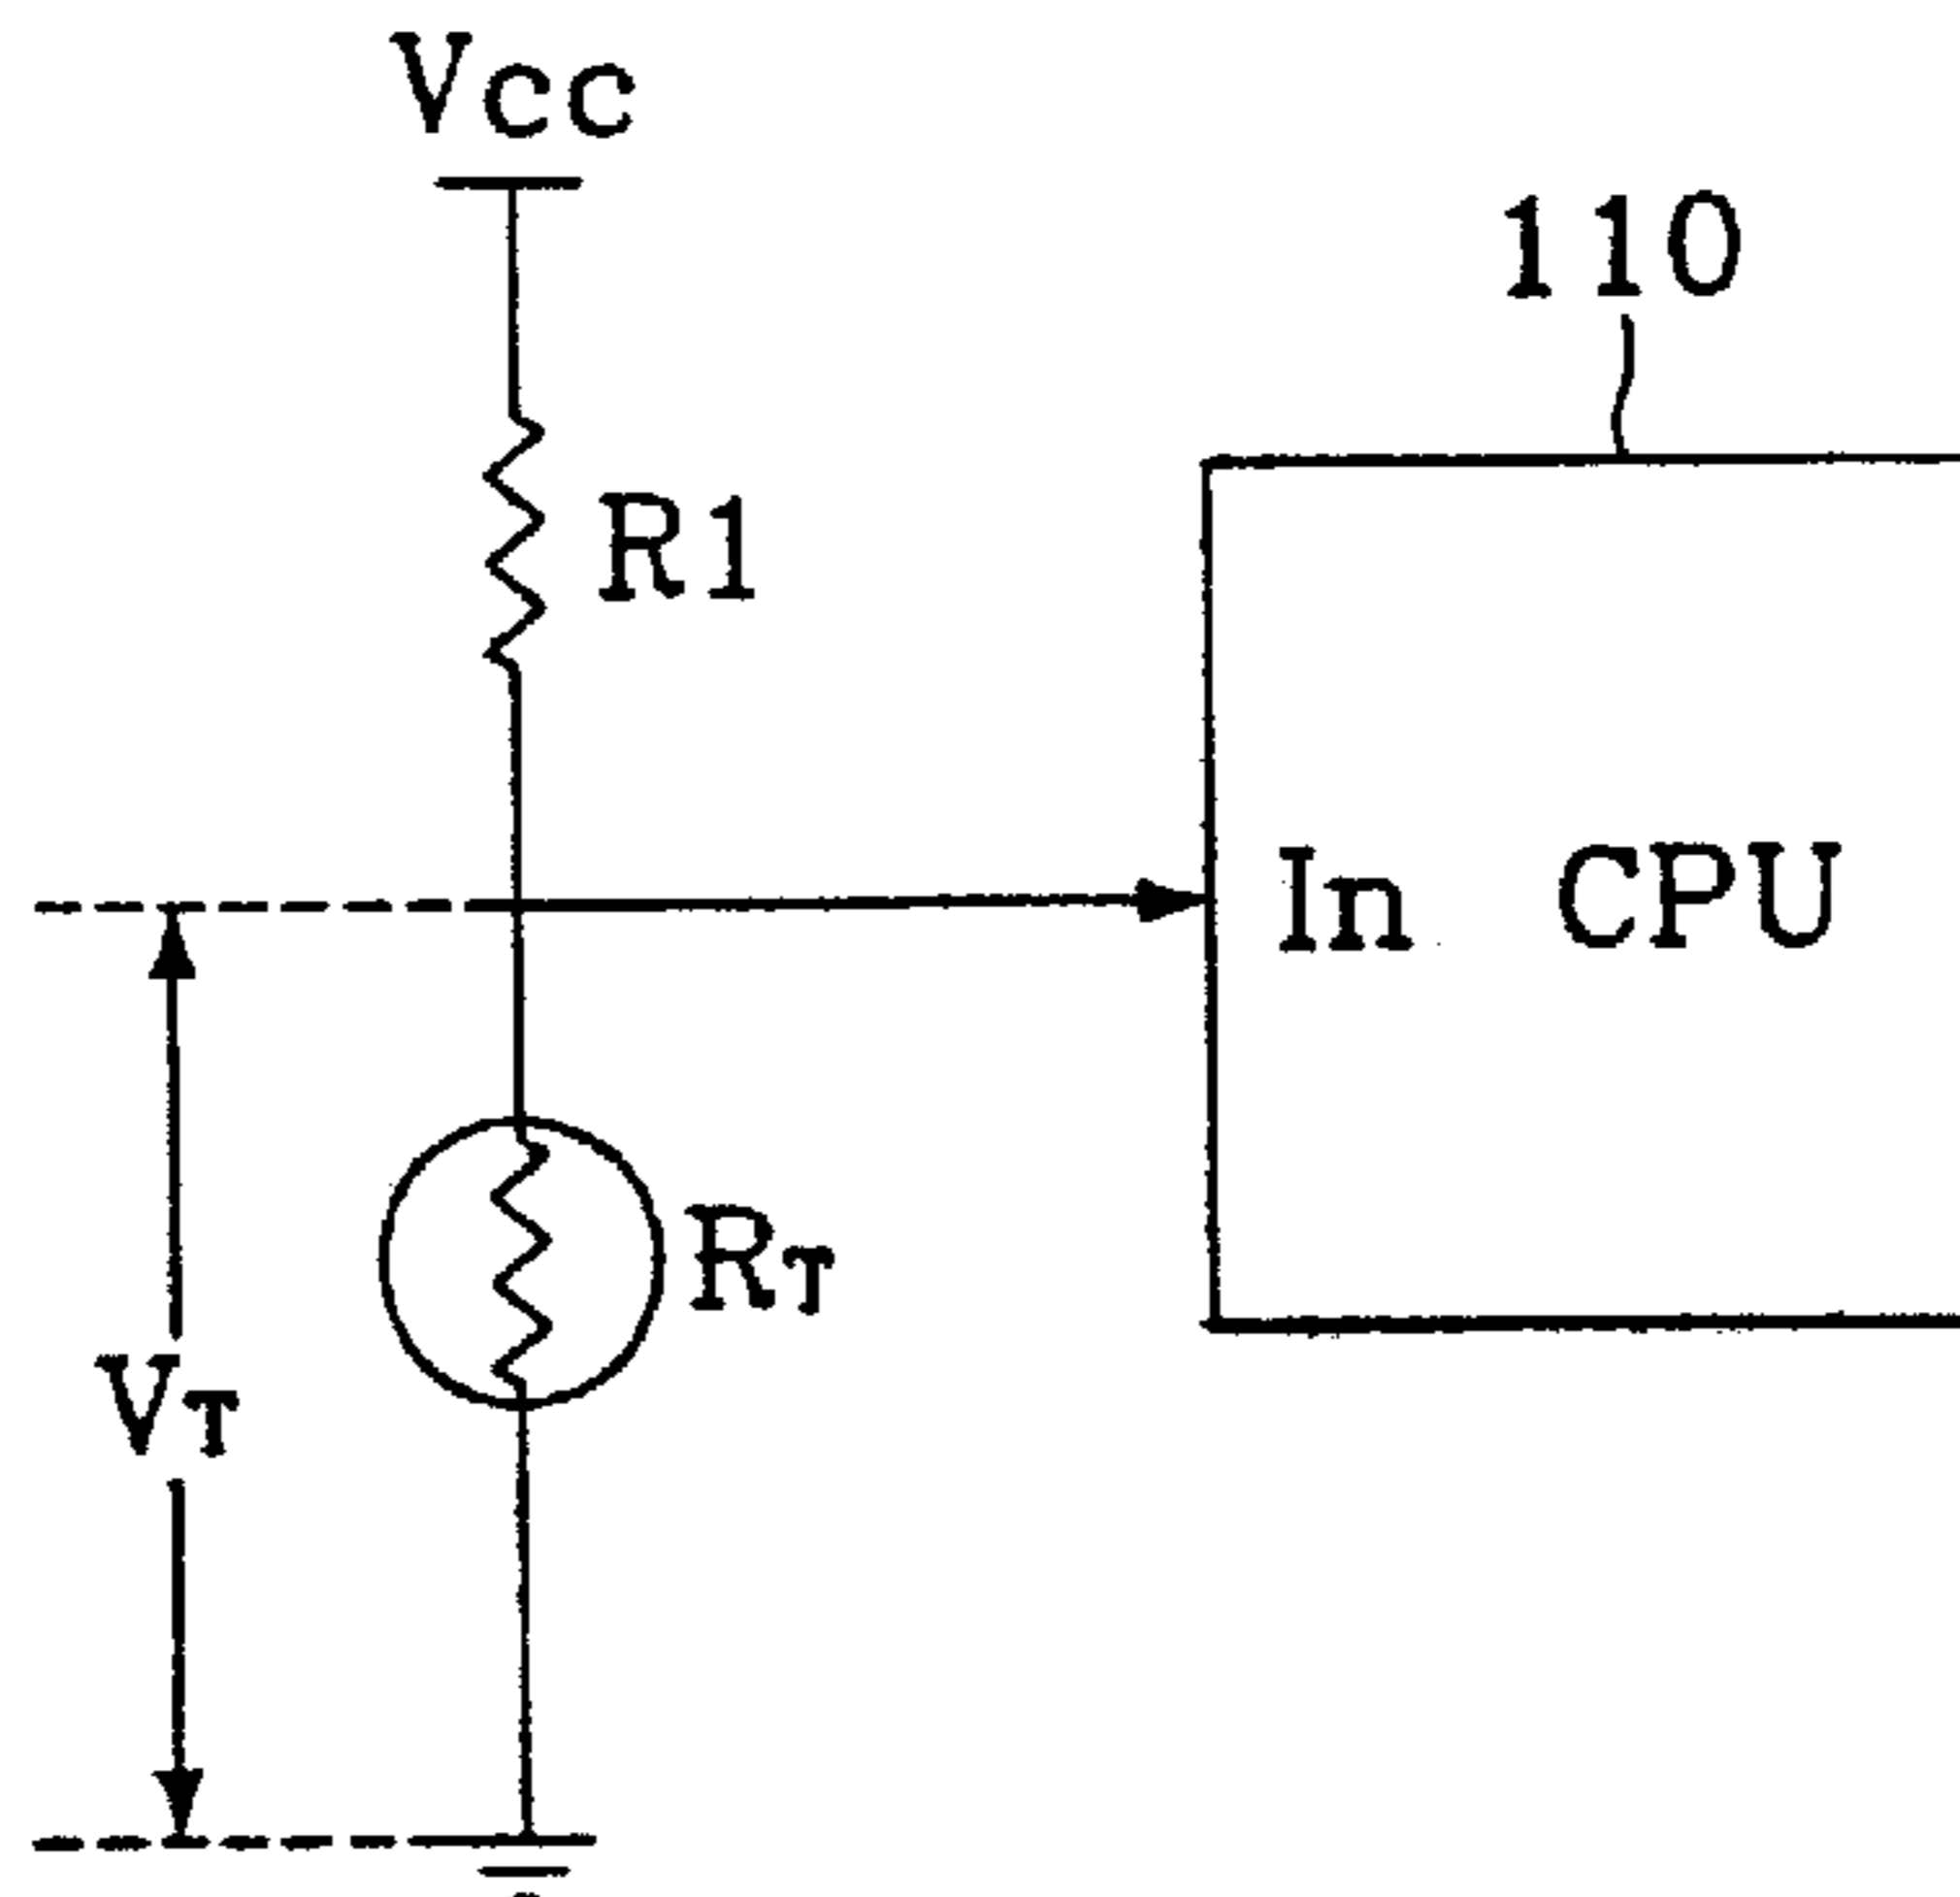 Vcc
110
R1
In CPU
RT
VT